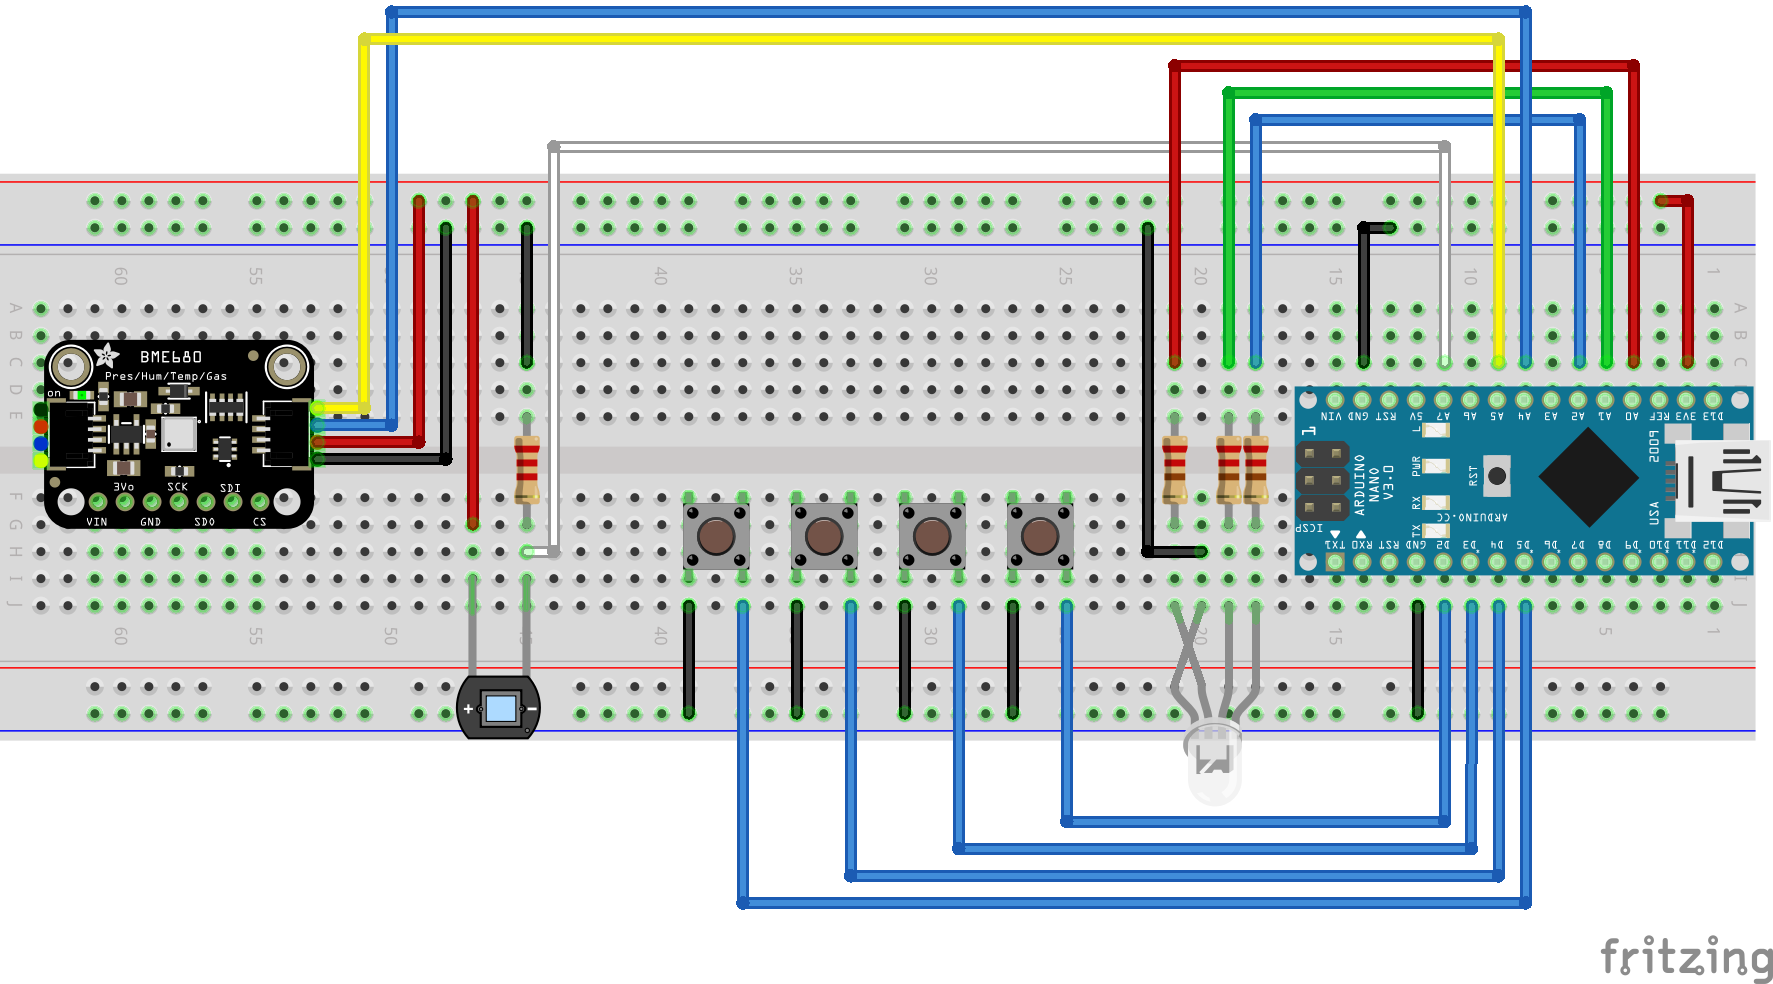 60
55
40
35
30
25
20
15
10
1
A
A
B
B
C
C
D
E
BME680
Pres/Hum/Temp/Gas
on
3Vo
SCK
SDI
VIN
GND
SDO
CS
F
G
H
I
J
+
−
VIN
GND
RST
5V
A7
A6
A5
A4
A3
A2
A1
A0
REF
3V3
D13
1
L
PWR
RX
TX
RST
ARDUINO
NANO
V3.0
ARDUINO.CC
USA
ICSP
TX1
RX0
RST
GND
D2
D3
D4
D5
D6
D7
D8
D9
D10
D11
D12
I
J
60
50
40
30
20
15
5
1
fritzing